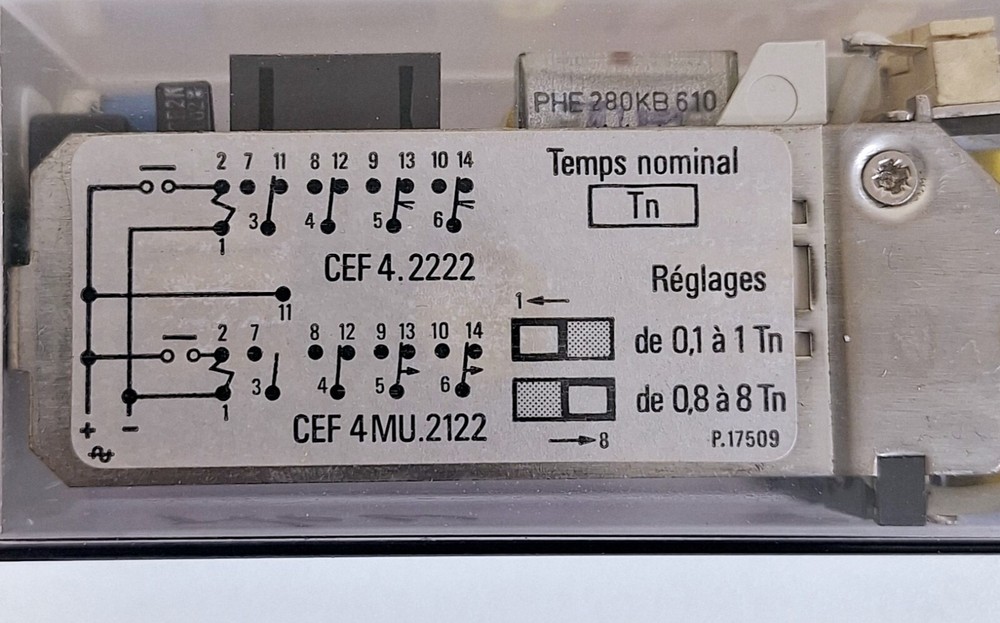 PHE 280KB 610
2 7 11 8 12 9 13 10 14
3 4 5 6
1
CEF 4.2222
11
2 7 8 12 9 13 10 14
3 4 5 6
1
CEF 4MU.2122
+ −
Temps nominal
Tn
Réglages
1
de 0,1 à 1 Tn
de 0,8 à 8 Tn
8
P.17509